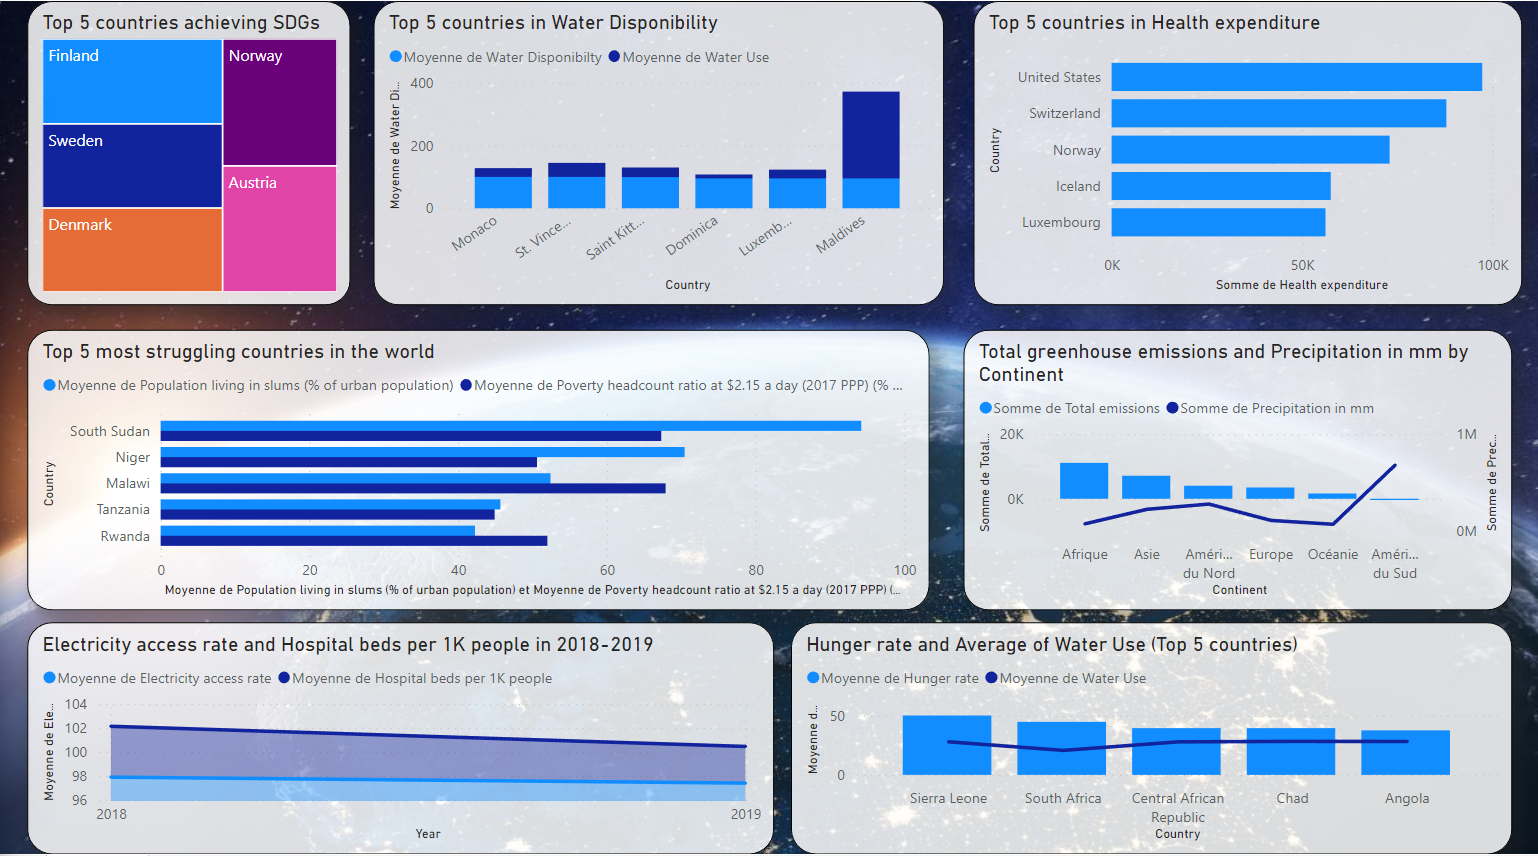 Top 5 countries achieving SDGs
Finland
Norway
Sweden
Austria
Denmark
Top 5 countries in Water Disponibility
Moyenne de Water Disponibilty
Moyenne de Water Use
Moyenne de Water Di...
400
200
0
Monaco
St. Vince...
Saint Kitt...
Dominica
Luxemb...
Maldives
Country
Top 5 countries in Health expenditure
Country
United States
Switzerland
Norway
Iceland
Luxembourg
0K
50K
100K
Somme de Health expenditure
Top 5 most struggling countries in the world
Moyenne de Population living in slums (% of urban population)
Moyenne de Poverty headcount ratio at $2.15 a day (2017 PPP) (% ...
Country
South Sudan
Niger
Malawi
Tanzania
Rwanda
0
20
40
60
80
100
Moyenne de Population living in slums (% of urban population) et Moyenne de Poverty headcount ratio at $2.15 a day (2017 PPP) (...
Total greenhouse emissions and Precipitation in mm by
Continent
Somme de Total emissions
Somme de Precipitation in mm
Somme de Total...
20K
0K
1M
0M
Somme de Prec...
Afrique
Asie
Améri...
du Nord
Europe
Océanie
Améri...
du Sud
Continent
Electricity access rate and Hospital beds per 1K people in 2018-2019
Moyenne de Electricity access rate
Moyenne de Hospital beds per 1K people
Moyenne de Ele...
104
102
100
98
96
2018
2019
Year
Hunger rate and Average of Water Use (Top 5 countries)
Moyenne de Hunger rate
Moyenne de Water Use
Moyenne d...
50
0
Sierra Leone
South Africa
Central African
Republic
Chad
Angola
Country